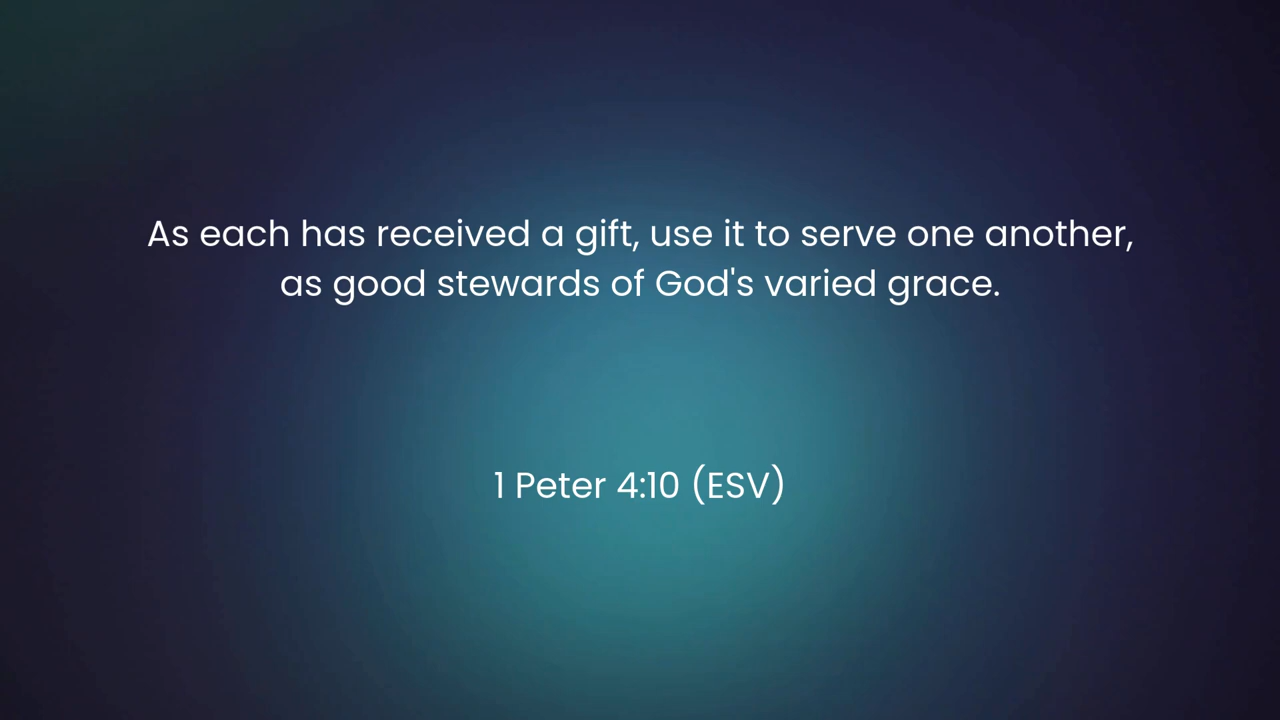 As each has received a gift, use it to serve one another,
as good stewards of God's varied grace.
1 Peter 4:10 (ESV)